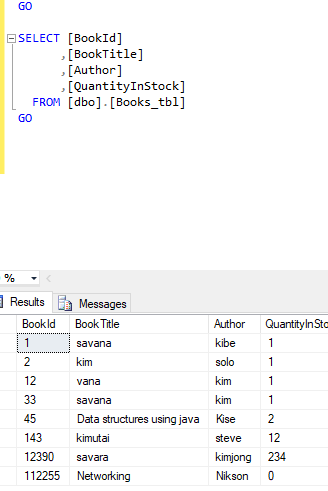 GO
SELECT [BookId]
,[BookTitle]
,[Author]
,[QuantityInStock]
FROM [dbo].[Books_tbl]
GO
%
Results Messages
BookId BookTitle Author QuantityInSto
1 savana kibe 1
2 kim solo 1
12 vana kim 1
33 savana kim 1
45 Data structures using java Kise 2
143 kimutai steve 12
12390 savara kimjong 234
112255 Networking Nikson 0